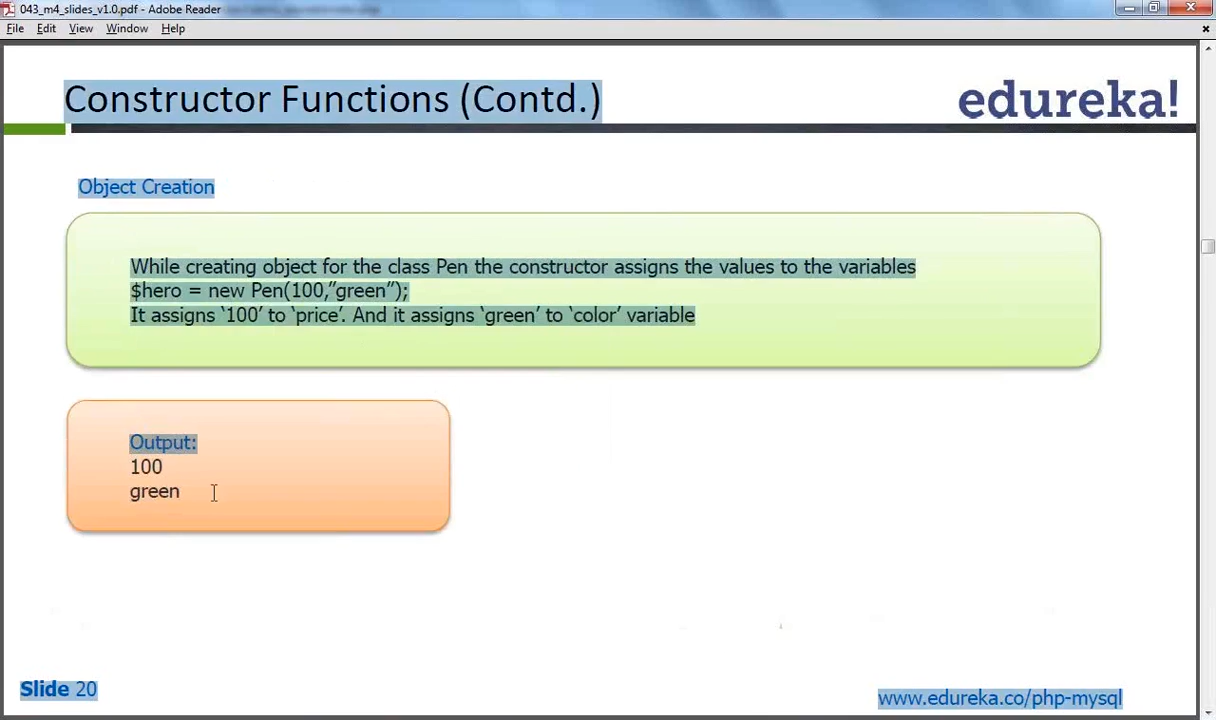 043_m4_slides_v1.0.pdf - Adobe Reader
File Edit View Window Help
Constructor Functions (Contd.)
edureka!
Object Creation
While creating object for the class Pen the constructor assigns the values to the variables
$hero = new Pen(100,”green”);
It assigns ‘100’ to ‘price’. And it assigns ‘green’ to ‘color’ variable
Output:
100
green
Slide 20
www.edureka.co/php-mysql